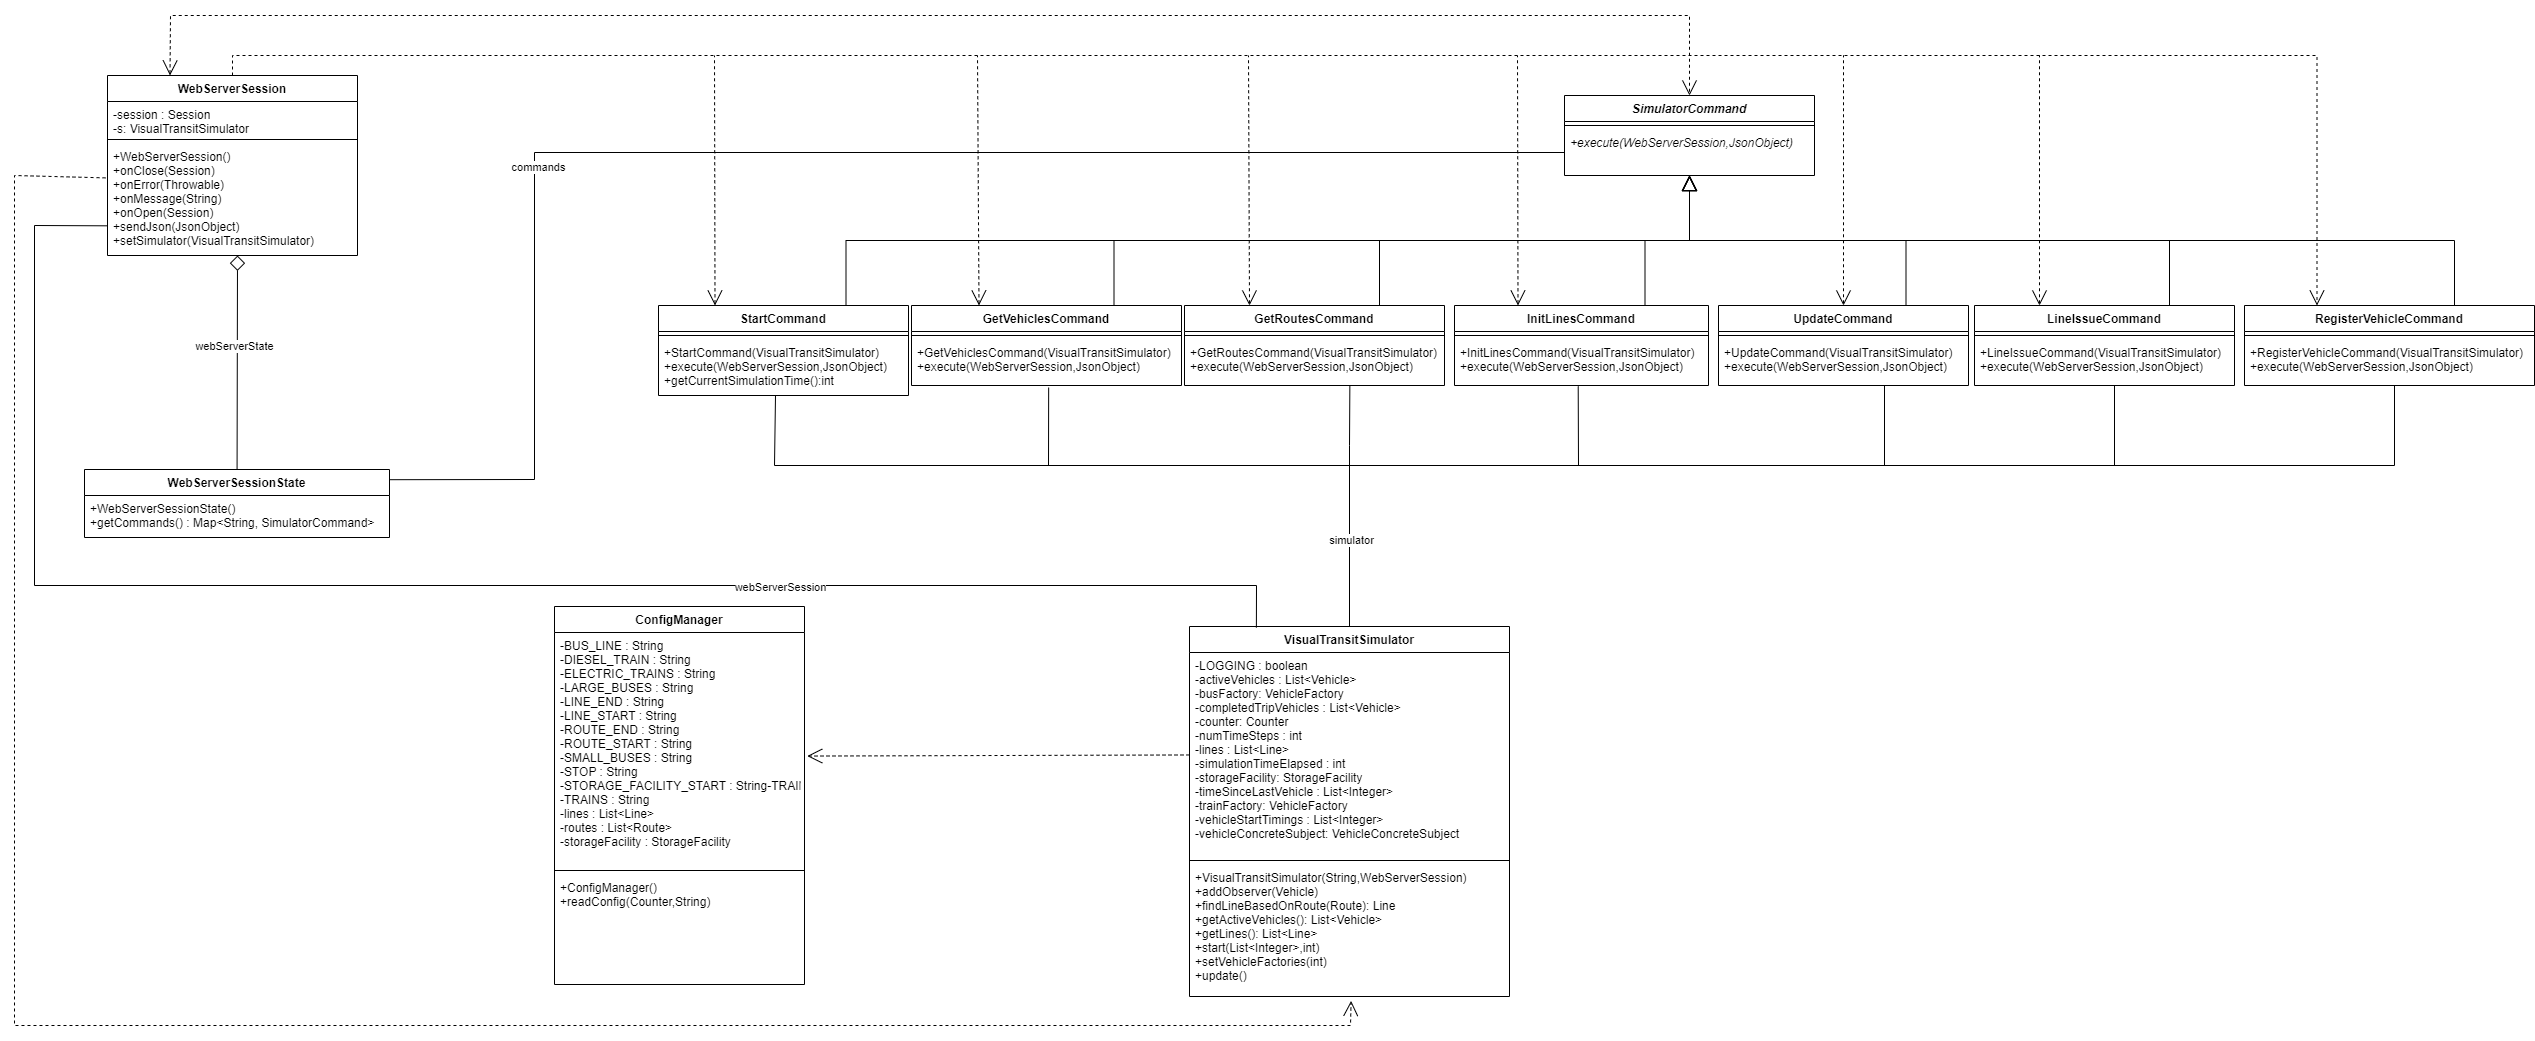 WebServerSession
-session : Session
-s: VisualTransitSimulator
+WebServerSession()
+onClose(Session)
+onError(Throwable)
+onMessage(String)
+onOpen(Session)
+sendJson(JsonObject)
+setSimulator(VisualTransitSimulator)
SimulatorCommand
+execute(WebServerSession,JsonObject)
commands
StartCommand
+StartCommand(VisualTransitSimulator)
+execute(WebServerSession,JsonObject)
+getCurrentSimulationTime():int
GetVehiclesCommand
+GetVehiclesCommand(VisualTransitSimulator)
+execute(WebServerSession,JsonObject)
GetRoutesCommand
+GetRoutesCommand(VisualTransitSimulator)
+execute(WebServerSession,JsonObject)
InitLinesCommand
+InitLinesCommand(VisualTransitSimulator)
+execute(WebServerSession,JsonObject)
UpdateCommand
+UpdateCommand(VisualTransitSimulator)
+execute(WebServerSession,JsonObject)
LineIssueCommand
+LineIssueCommand(VisualTransitSimulator)
+execute(WebServerSession,JsonObject)
RegisterVehicleCommand
+RegisterVehicleCommand(VisualTransitSimulator)
+execute(WebServerSession,JsonObject)
webServerState
WebServerSessionState
+WebServerSessionState()
+getCommands() : Map<String, SimulatorCommand>
simulator
webServerSession
ConfigManager
-BUS_LINE : String
-DIESEL_TRAIN : String
-ELECTRIC_TRAINS : String
-LARGE_BUSES : String
-LINE_END : String
-LINE_START : String
-ROUTE_END : String
-ROUTE_START : String
-SMALL_BUSES : String
-STOP : String
-STORAGE_FACILITY_START : String-TRAI
-TRAINS : String
-lines : List<Line>
-routes : List<Route>
-storageFacility : StorageFacility
+ConfigManager()
+readConfig(Counter,String)
VisualTransitSimulator
-LOGGING : boolean
-activeVehicles : List<Vehicle>
-busFactory: VehicleFactory
-completedTripVehicles : List<Vehicle>
-counter: Counter
-numTimeSteps : int
-lines : List<Line>
-simulationTimeElapsed : int
-storageFacility: StorageFacility
-timeSinceLastVehicle : List<Integer>
-trainFactory: VehicleFactory
-vehicleStartTimings : List<Integer>
-vehicleConcreteSubject: VehicleConcreteSubject
+VisualTransitSimulator(String,WebServerSession)
+addObserver(Vehicle)
+findLineBasedOnRoute(Route): Line
+getActiveVehicles(): List<Vehicle>
+getLines(): List<Line>
+start(List<Integer>,int)
+setVehicleFactories(int)
+update()